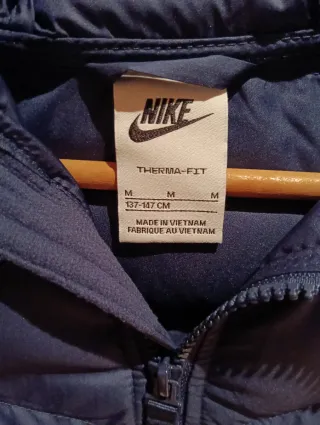 NIKE
THERMA-FIT
M M M
137-147 CM
MADE IN VIETNAM
FABRIQUE AU VIETNAM